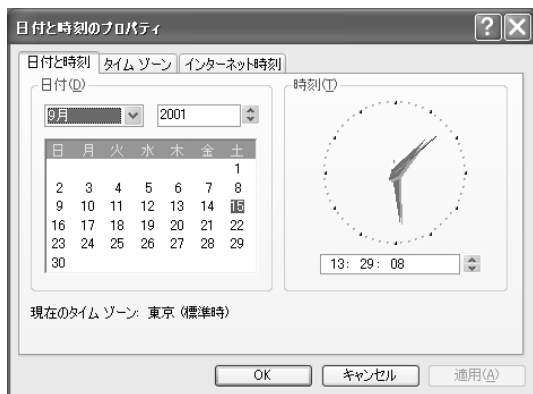 日付と時刻のプロパティ
日付と時刻 タイム ゾーン インターネット時刻
日付(D)
9月 2001
日 月 火 水 木 金 土
1
2 3 4 5 6 7 8
9 10 11 12 13 14 15
16 17 18 19 20 21 22
23 24 25 26 27 28 29
30
時刻(T)
13: 29: 08
現在のタイム ゾーン: 東京 (標準時)
OK キャンセル 適用(A)